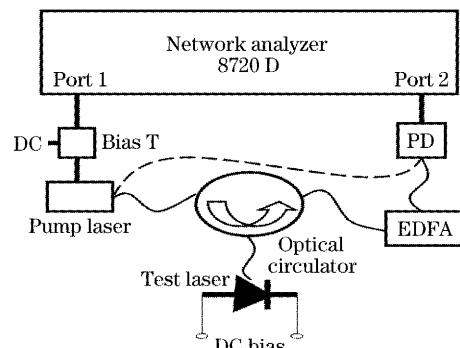 Network analyzer
8720 D
Port 1
Port 2
DC
Bias T
PD
Pump laser
EDFA
Optical
circulator
Test laser
DC bias